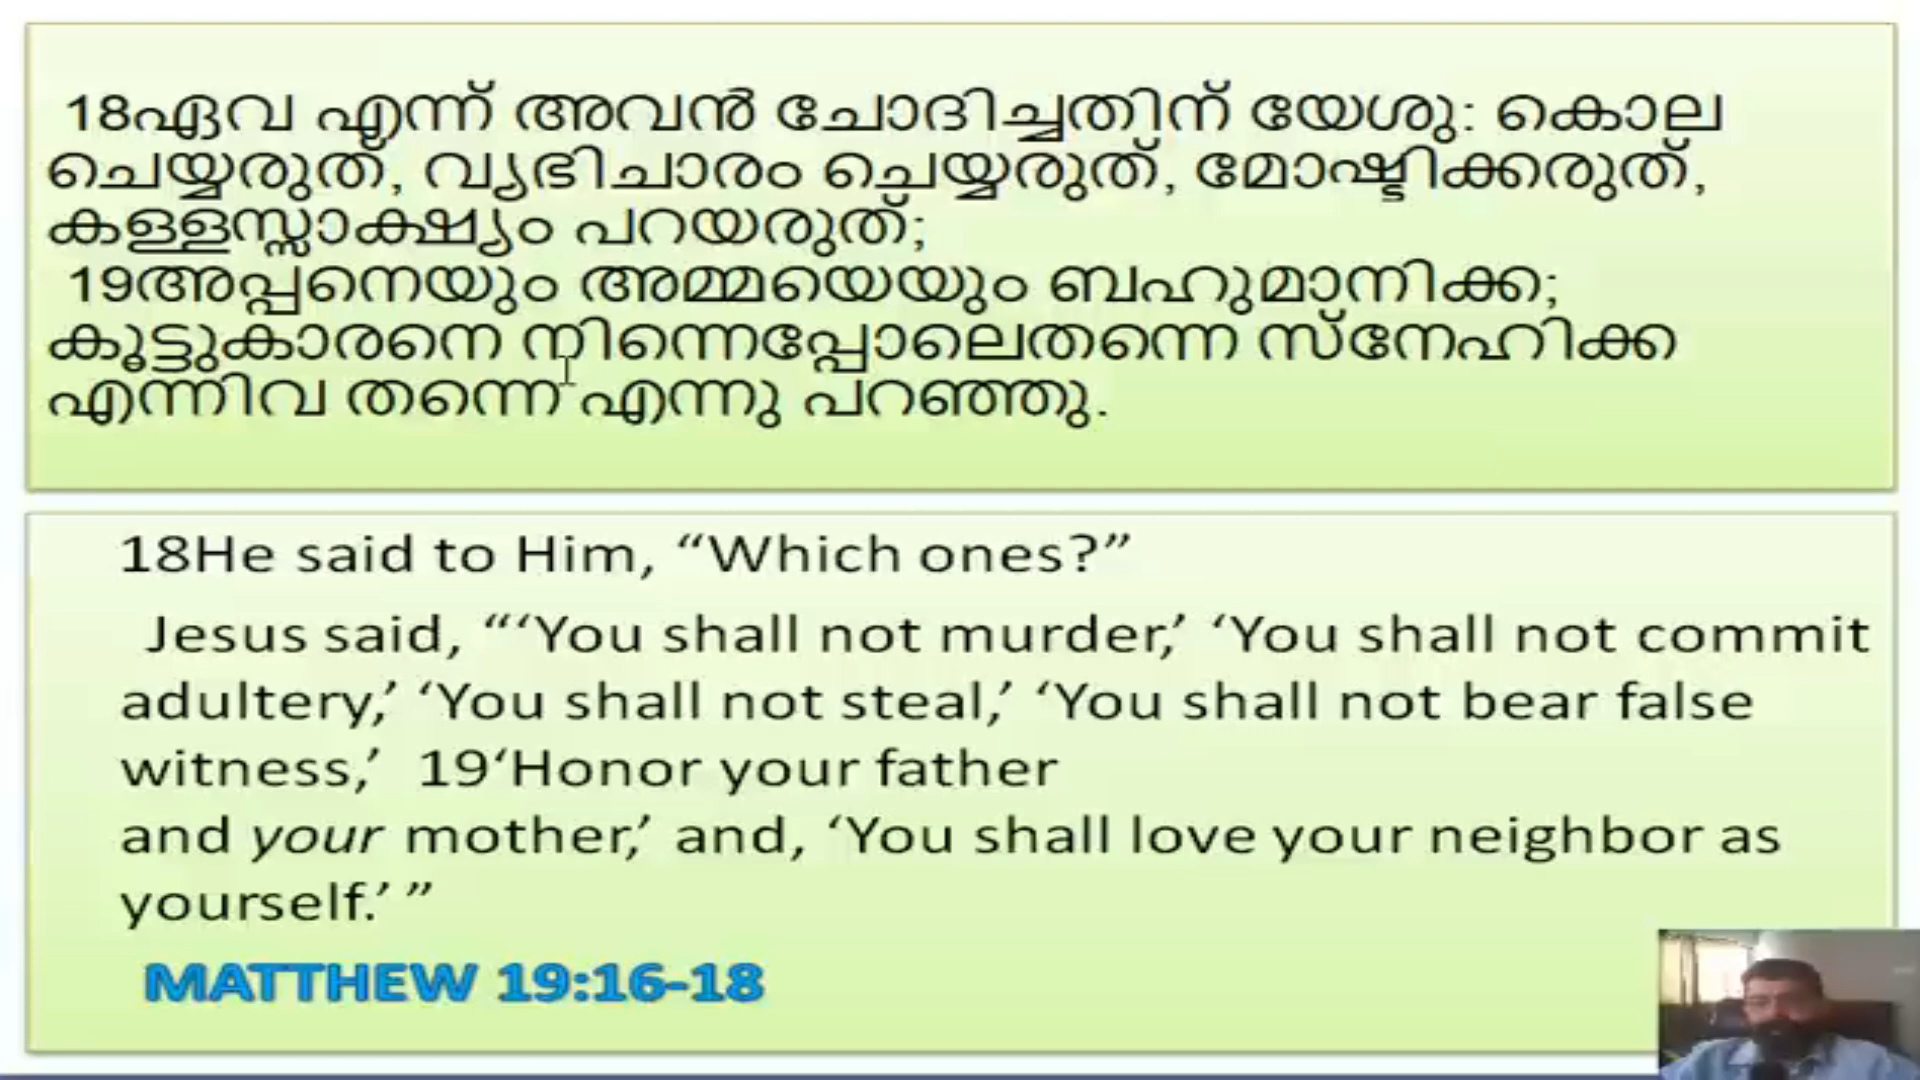 18ഏവ എന്ന് അവൻ ചോദിച്ചതിന് യേശു: കൊല
ചെയ്യരുത്, വ്യഭിചാരം ചെയ്യരുത്, മോഷ്ടിക്കരുത്,
കള്ളസ്സാക്ഷ്യം പറയരുത്;
19അപ്പനെയും അമ്മയെയും ബഹുമാനിക്ക;
കൂട്ടുകാരനെ നിന്നെപ്പോലെതന്നെ സ്നേഹിക്ക
എന്നിവ തന്നെ എന്നു പറഞ്ഞു.
18He said to Him, “Which ones?”
Jesus said, “‘You shall not murder,’ ‘You shall not commit
adultery,’ ‘You shall not steal,’ ‘You shall not bear false
witness,’ 19‘Honor your father
and your mother,’ and, ‘You shall love your neighbor as
yourself.’ ”
MATTHEW 19:16-18